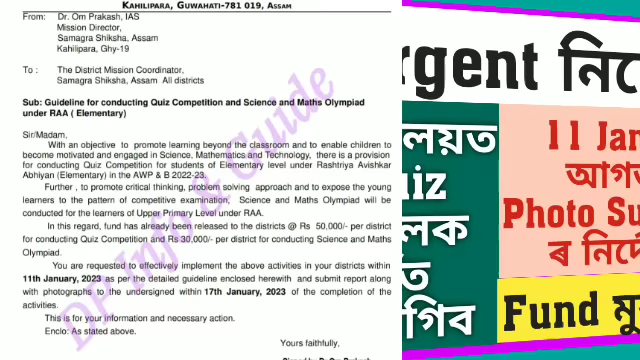 KAHILIPARA, GUWAHATI-781 019, ASSAM
From: Dr. Om Prakash, IAS
Mission Director,
Samagra Shiksha, Assam
Kahilipara, Ghy-19
To : The District Mission Coordinator,
Samagra Shiksha, Assam All districts
Sub: Guideline for conducting Quiz Competition and Science and Maths Olympiad
under RAA ( Elementary)
Sir/Madam,
With an objective to promote learning beyond the classroom and to enable children to
become motivated and engaged in Science, Mathematics and Technology, there is a provision
for conducting Quiz Competition for students of Elementary level under Rashtriya Avishkar
Abhiyan (Elementary) in the AWP & B 2022-23.
Further , to promote critical thinking, problem solving approach and to expose the young
learners to the pattern of competitive examination, Science and Maths Olympiad will
be conducted for the learners of Upper Primary Level under RAA.
In this regard, fund has already been released to the districts @ Rs 50,000/- per district
for conducting Quiz Competition and Rs 30,000/- per district for conducting Science and Maths
Olympiad.
You are requested to effectively implement the above activities in your districts within
11th January, 2023 as per the detailed guideline enclosed herewith and submit report along
with photographs to the undersigned within 17th January, 2023 of the completion of the
activities.
This is for your information and necessary action.
Enclo: As stated above.
Yours faithfully,
DP Info & Guide
rgent নিে
লয়ত
uiz
লক
ত
গিব
11 Jan
আগত
Photo Su
ৰ নিৰ্দে
Fund মু